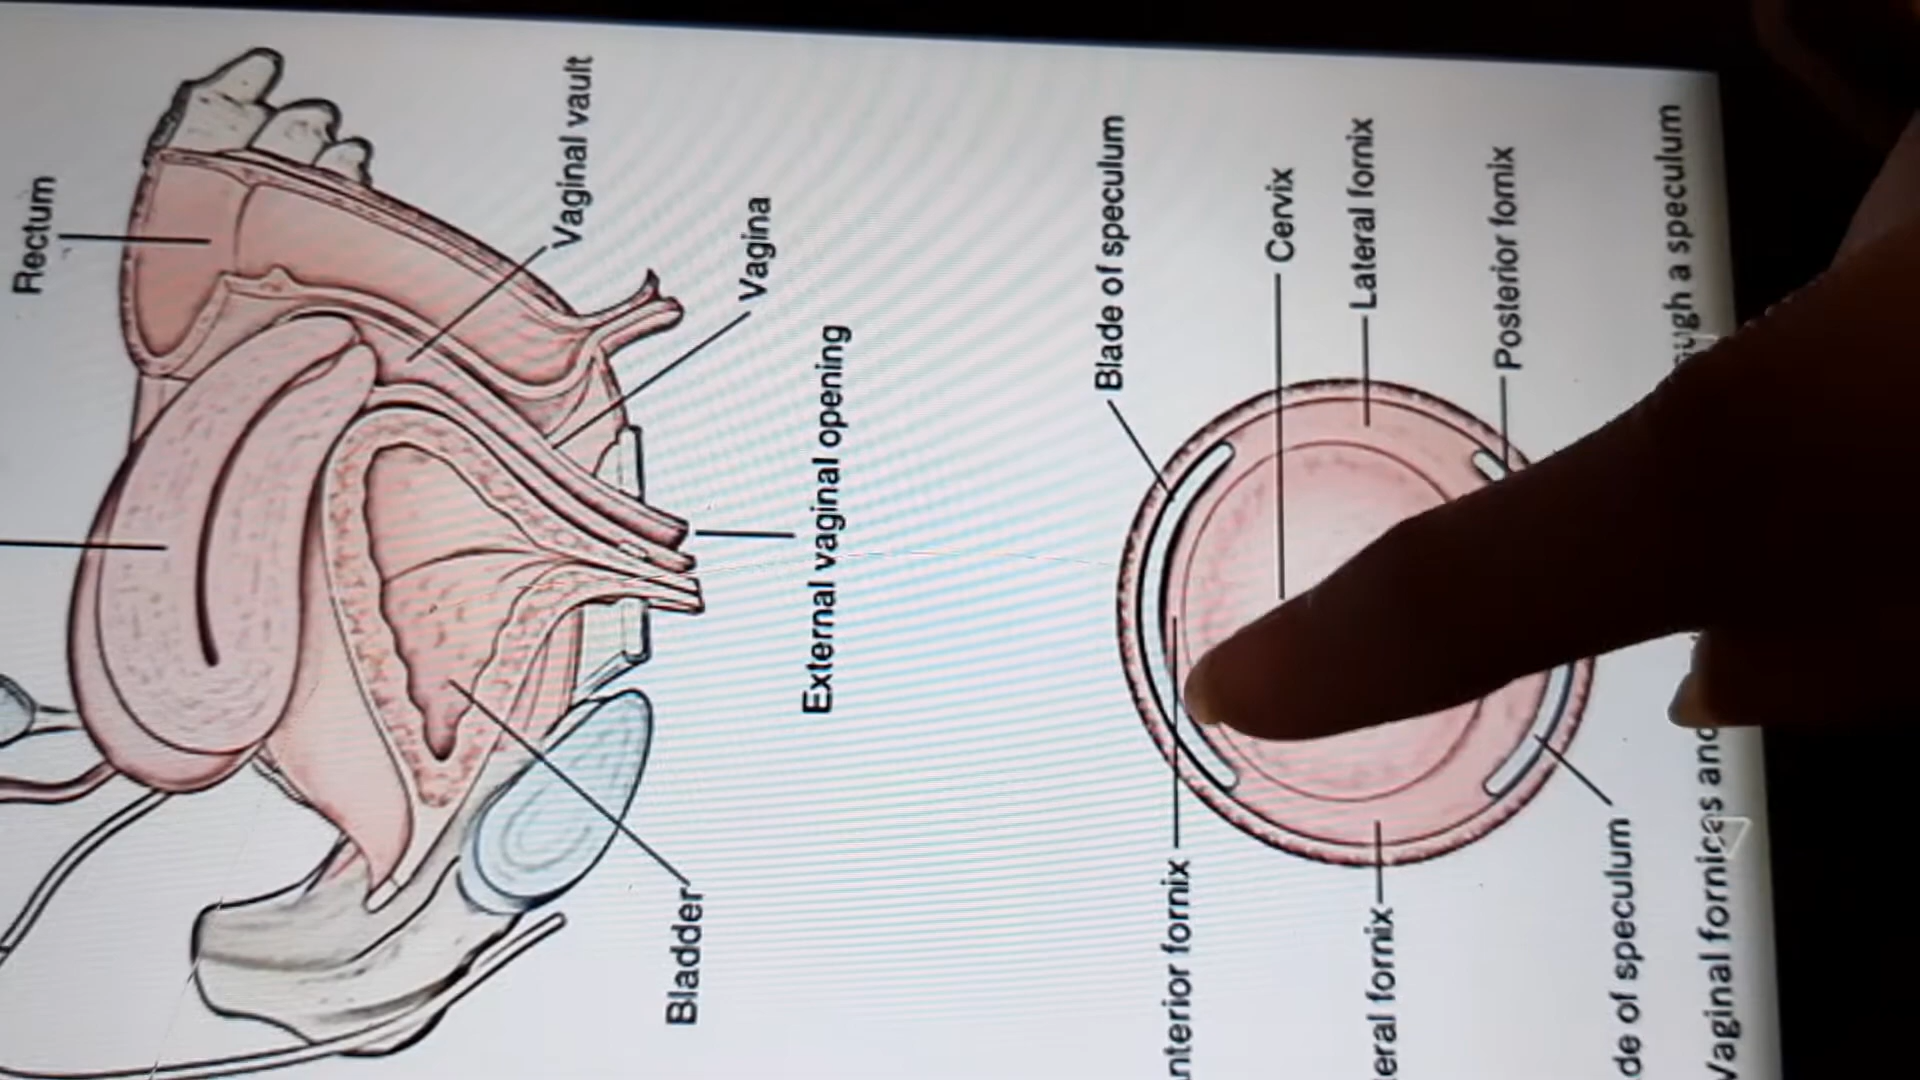 Rectum
Vaginal vault
Vagina
External vaginal opening
Bladder
Blade of speculum
Cervix
Lateral fornix
Posterior fornix
nterior fornix
eral fornix
de of speculum
Vaginal fornices and
ough a speculum